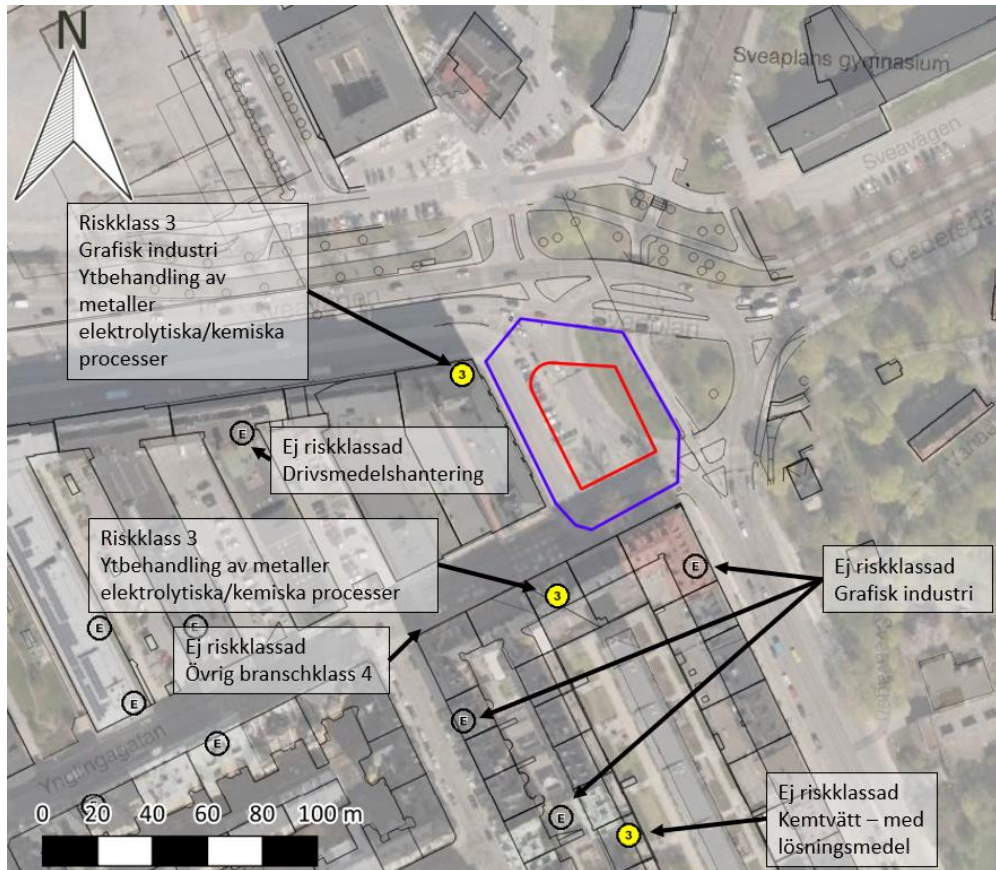 N
Sveaplans gymnasium
Sveavägen
Riskklass 3
Grafisk industri
Ytbehandling av
metaller
elektrolytiska/kemiska
processer
3
E
Ej riskklassad
Drivsmedelshantering
Riskklass 3
Ytbehandling av metaller
elektrolytiska/kemiska processer
3
E
Ej riskklassad
Grafisk industri
E
E
Ej riskklassad
Övrig branschklass 4
E
E
E
Sveavägen
Ynglingagatan
E
E
3
Ej riskklassad
Kemtvätt – med
lösningsmedel
0 20 40 60 80 100 m